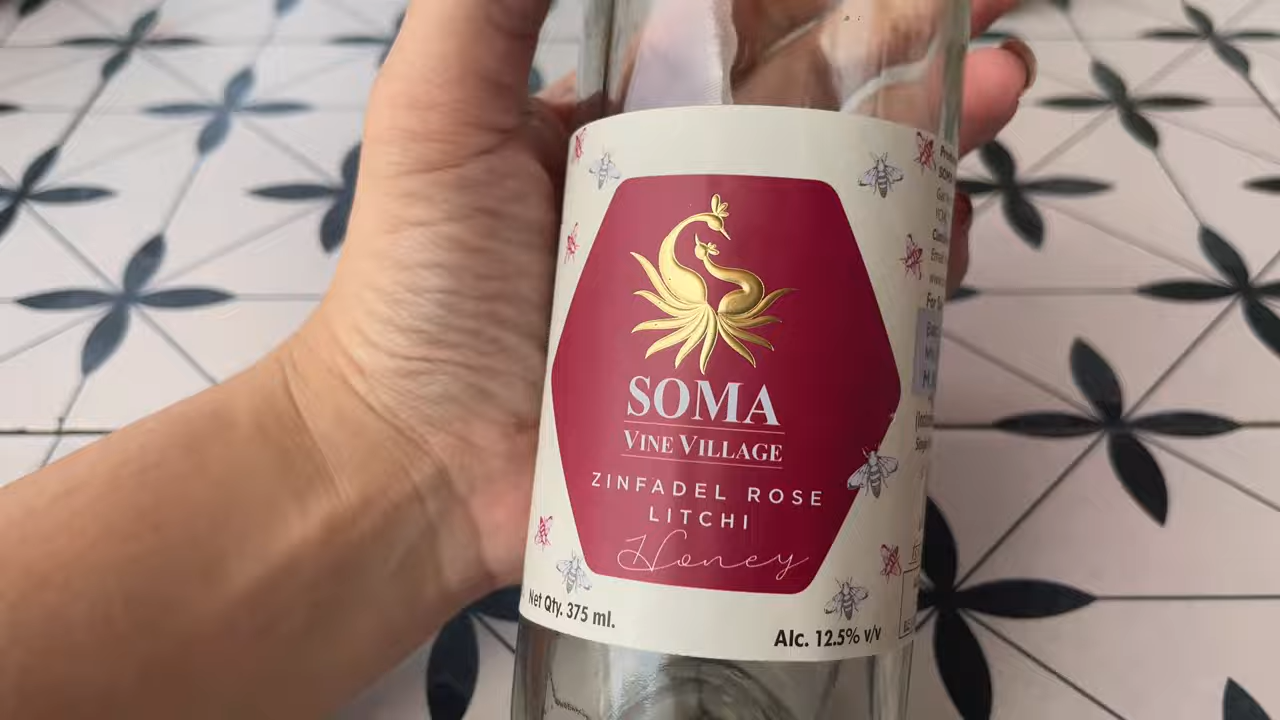 SOMA
VINE VILLAGE
ZINFADEL ROSE
LITCHI
Honey
Net Qty. 375 ml.
Alc. 12.5% v/v